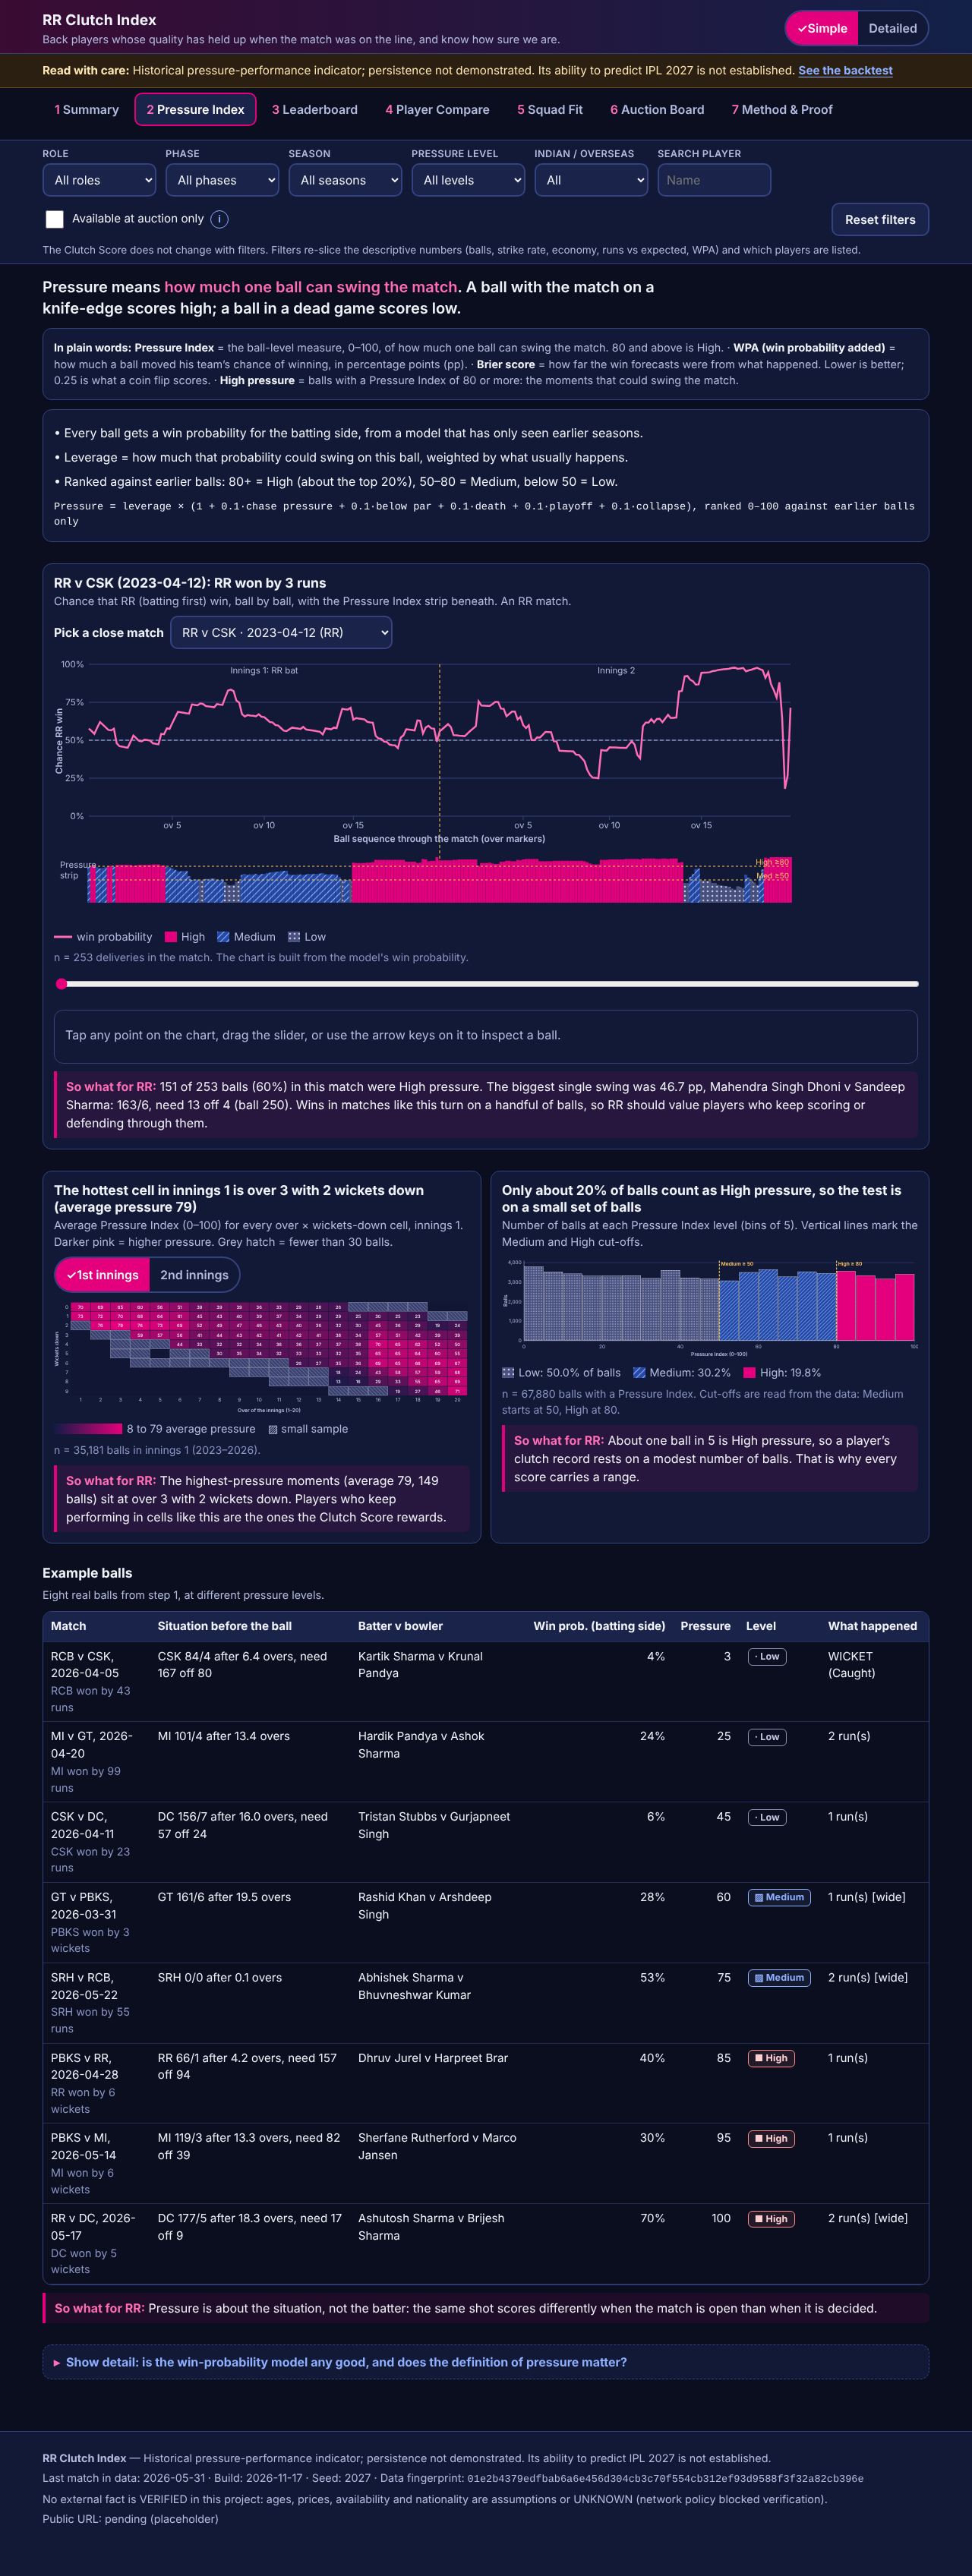 RR Clutch Index
Back players whose quality has held up when the match was on the line, and know how sure we are.
✓Simple
Detailed
Read with care: Historical pressure-performance indicator; persistence not demonstrated. Its ability to predict IPL 2027 is not established. See the backtest
1 Summary
2 Pressure Index
3 Leaderboard
4 Player Compare
5 Squad Fit
6 Auction Board
7 Method & Proof
ROLE
PHASE
SEASON
PRESSURE LEVEL
INDIAN / OVERSEAS
SEARCH PLAYER
All roles
All phases
All seasons
All levels
All
Name
Available at auction only
i
Reset filters
The Clutch Score does not change with filters. Filters re-slice the descriptive numbers (balls, strike rate, economy, runs vs expected, WPA) and which players are listed.
Pressure means how much one ball can swing the match. A ball with the match on a
knife-edge scores high; a ball in a dead game scores low.
In plain words: Pressure Index = the ball-level measure, 0–100, of how much one ball can swing the match. 80 and above is High. · WPA (win probability added) =
how much a ball moved his team's chance of winning, in percentage points (pp). · Brier score = how far the win forecasts were from what happened. Lower is better;
0.25 is what a coin flip scores. · High pressure = balls with a Pressure Index of 80 or more: the moments that could swing the match.
• Every ball gets a win probability for the batting side, from a model that has only seen earlier seasons.
• Leverage = how much that probability could swing on this ball, weighted by what usually happens.
• Ranked against earlier balls: 80+ = High (about the top 20%), 50–80 = Medium, below 50 = Low.
Pressure = leverage × (1 + 0.1·chase pressure + 0.1·below par + 0.1·death + 0.1·playoff + 0.1·collapse), ranked 0–100 against earlier balls
only
RR v CSK (2023-04-12): RR won by 3 runs
Chance that RR (batting first) win, ball by ball, with the Pressure Index strip beneath. An RR match.
Pick a close match
RR v CSK · 2023-04-12 (RR)
100%
75%
50%
25%
0%
Chance RR win
Innings 1: RR bat
Innings 2
ov 5
ov 10
ov 15
ov 5
ov 10
ov 15
Ball sequence through the match (over markers)
Pressure
strip
High ≥80
Med ≥50
win probability
High
Medium
Low
n = 253 deliveries in the match. The chart is built from the model's win probability.
Tap any point on the chart, drag the slider, or use the arrow keys on it to inspect a ball.
So what for RR: 151 of 253 balls (60%) in this match were High pressure. The biggest single swing was 46.7 pp, Mahendra Singh Dhoni v Sandeep
Sharma: 163/6, need 13 off 4 (ball 250). Wins in matches like this turn on a handful of balls, so RR should value players who keep scoring or
defending through them.
The hottest cell in innings 1 is over 3 with 2 wickets down
(average pressure 79)
Average Pressure Index (0–100) for every over × wickets-down cell, innings 1.
Darker pink = higher pressure. Grey hatch = fewer than 30 balls.
✓1st innings
2nd innings
Wickets down
Over of the innings (1–20)
8 to 79 average pressure
small sample
n = 35,181 balls in innings 1 (2023–2026).
So what for RR: The highest-pressure moments (average 79, 149
balls) sit at over 3 with 2 wickets down. Players who keep
performing in cells like this are the ones the Clutch Score rewards.
Only about 20% of balls count as High pressure, so the test is
on a small set of balls
Number of balls at each Pressure Index level (bins of 5). Vertical lines mark the
Medium and High cut-offs.
4,000
3,000
2,000
1,000
0
Balls
Medium ≥ 50
High ≥ 80
0
20
40
60
80
Pressure Index (0–100)
Low: 50.0% of balls
Medium: 30.2%
High: 19.8%
n = 67,880 balls with a Pressure Index. Cut-offs are read from the data: Medium
starts at 50, High at 80.
So what for RR: About one ball in 5 is High pressure, so a player's
clutch record rests on a modest number of balls. That is why every
score carries a range.
Example balls
Eight real balls from step 1, at different pressure levels.
Match
Situation before the ball
Batter v bowler
Win prob. (batting side)
Pressure
Level
What happened
RCB v CSK,
2026-04-05
RCB won by 43
runs
CSK 84/4 after 6.4 overs, need
167 off 80
Kartik Sharma v Krunal
Pandya
4%
3
· Low
WICKET
(Caught)
MI v GT, 2026-
04-20
MI won by 99
runs
MI 101/4 after 13.4 overs
Hardik Pandya v Ashok
Sharma
24%
25
· Low
2 run(s)
CSK v DC,
2026-04-11
CSK won by 23
runs
DC 156/7 after 16.0 overs, need
57 off 24
Tristan Stubbs v Gurjapneet
Singh
6%
45
· Low
1 run(s)
GT v PBKS,
2026-03-31
PBKS won by 3
wickets
GT 161/6 after 19.5 overs
Rashid Khan v Arshdeep
Singh
28%
60
Medium
1 run(s) [wide]
SRH v RCB,
2026-05-22
SRH won by 55
runs
SRH 0/0 after 0.1 overs
Abhishek Sharma v
Bhuvneshwar Kumar
53%
75
Medium
2 run(s) [wide]
PBKS v RR,
2026-04-28
RR won by 6
wickets
RR 66/1 after 4.2 overs, need 157
off 94
Dhruv Jurel v Harpreet Brar
40%
85
High
1 run(s)
PBKS v MI,
2026-05-14
MI won by 6
wickets
MI 119/3 after 13.3 overs, need 82
off 39
Sherfane Rutherford v Marco
Jansen
30%
95
High
1 run(s)
RR v DC, 2026-
05-17
DC won by 5
wickets
DC 177/5 after 18.3 overs, need 17
off 9
Ashutosh Sharma v Brijesh
Sharma
70%
100
High
2 run(s) [wide]
So what for RR: Pressure is about the situation, not the batter: the same shot scores differently when the match is open than when it is decided.
▸ Show detail: is the win-probability model any good, and does the definition of pressure matter?
RR Clutch Index — Historical pressure-performance indicator; persistence not demonstrated. Its ability to predict IPL 2027 is not established.
Last match in data: 2026-05-31 · Build: 2026-11-17 · Seed: 2027 · Data fingerprint: 01e2b4379edfbab6a6e456d304cb3c70f554cb312ef93d9588f3f32a82cb396e
No external fact is VERIFIED in this project: ages, prices, availability and nationality are assumptions or UNKNOWN (network policy blocked verification).
Public URL: pending (placeholder)